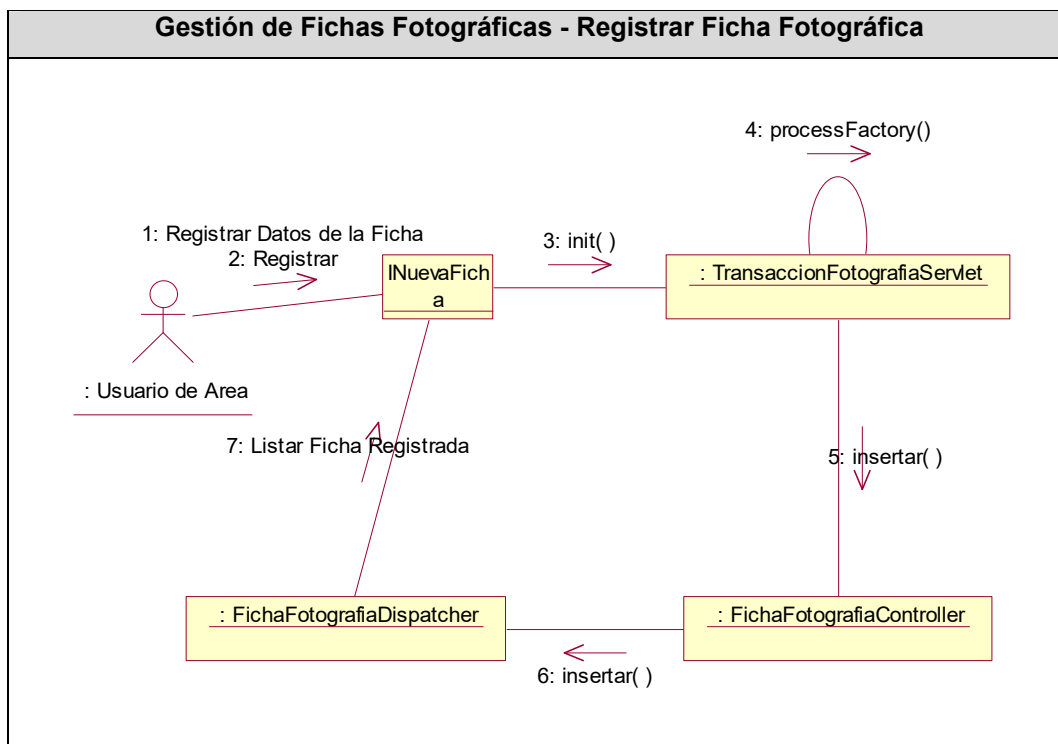 Gestión de Fichas Fotográficas - Registrar Ficha Fotográfica
4: processFactory()
1: Registrar Datos de la Ficha
2: Registrar
3: init( )
INuevaFich
a
: TransaccionFotografiaServlet
: Usuario de Area
7: Listar Ficha Registrada
5: insertar( )
: FichaFotografiaDispatcher
: FichaFotografiaController
6: insertar( )